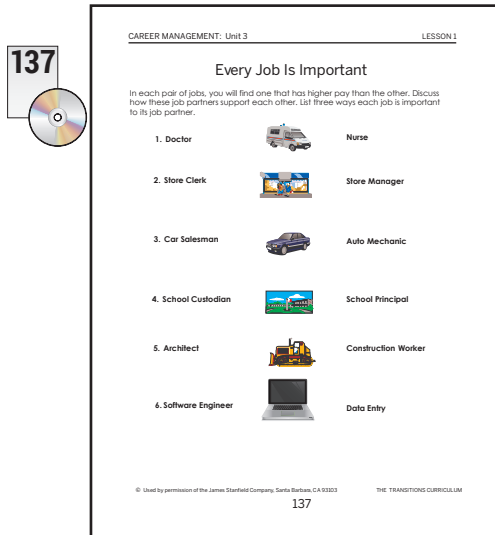 137
CAREER MANAGEMENT: Unit 3 LESSON 1
Every Job Is Important
In each pair of jobs, you will find one that has higher pay than the other. Discuss
how these job partners support each other. List three ways each job is important
to its job partner.
1. Doctor Nurse
2. Store Clerk Store Manager
3. Car Salesman Auto Mechanic
4. School Custodian School Principal
5. Architect Construction Worker
6. Software Engineer Data Entry
© Used by permission of the James Stanfield Company, Santa Barbara, CA 93103 THE TRANSITIONS CURRICULUM
137